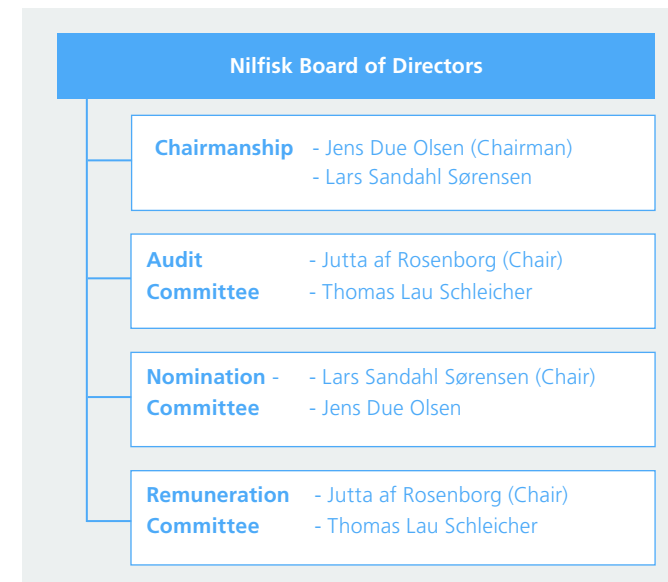 Nilfisk Board of Directors
Chairmanship - Jens Due Olsen (Chairman)
- Lars Sandahl Sørensen
Audit - Jutta af Rosenborg (Chair)
Committee - Thomas Lau Schleicher
Nomination - - Lars Sandahl Sørensen (Chair)
Committee - Jens Due Olsen
Remuneration - Jutta af Rosenborg (Chair)
Committee - Thomas Lau Schleicher